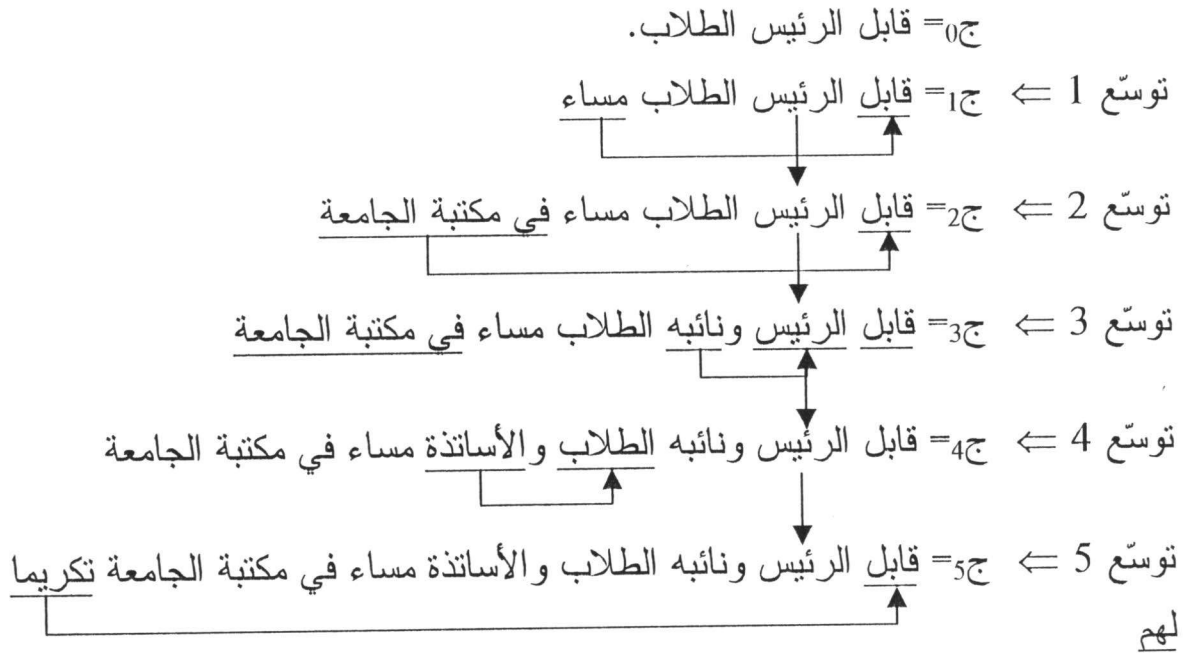 ج0= قابل الرئيس الطلاب.
توسّع 1 ⇐ ج1= قابل الرئيس الطلاب مساء
توسّع 2 ⇐ ج2= قابل الرئيس الطلاب مساء في مكتبة الجامعة
توسّع 3 ⇐ ج3= قابل الرئيس ونائبه الطلاب مساء في مكتبة الجامعة
توسّع 4 ⇐ ج4= قابل الرئيس ونائبه الطلاب والأساتذة مساء في مكتبة الجامعة
توسّع 5 ⇐ ج5= قابل الرئيس ونائبه الطلاب والأساتذة مساء في مكتبة الجامعة تكريما
لهم